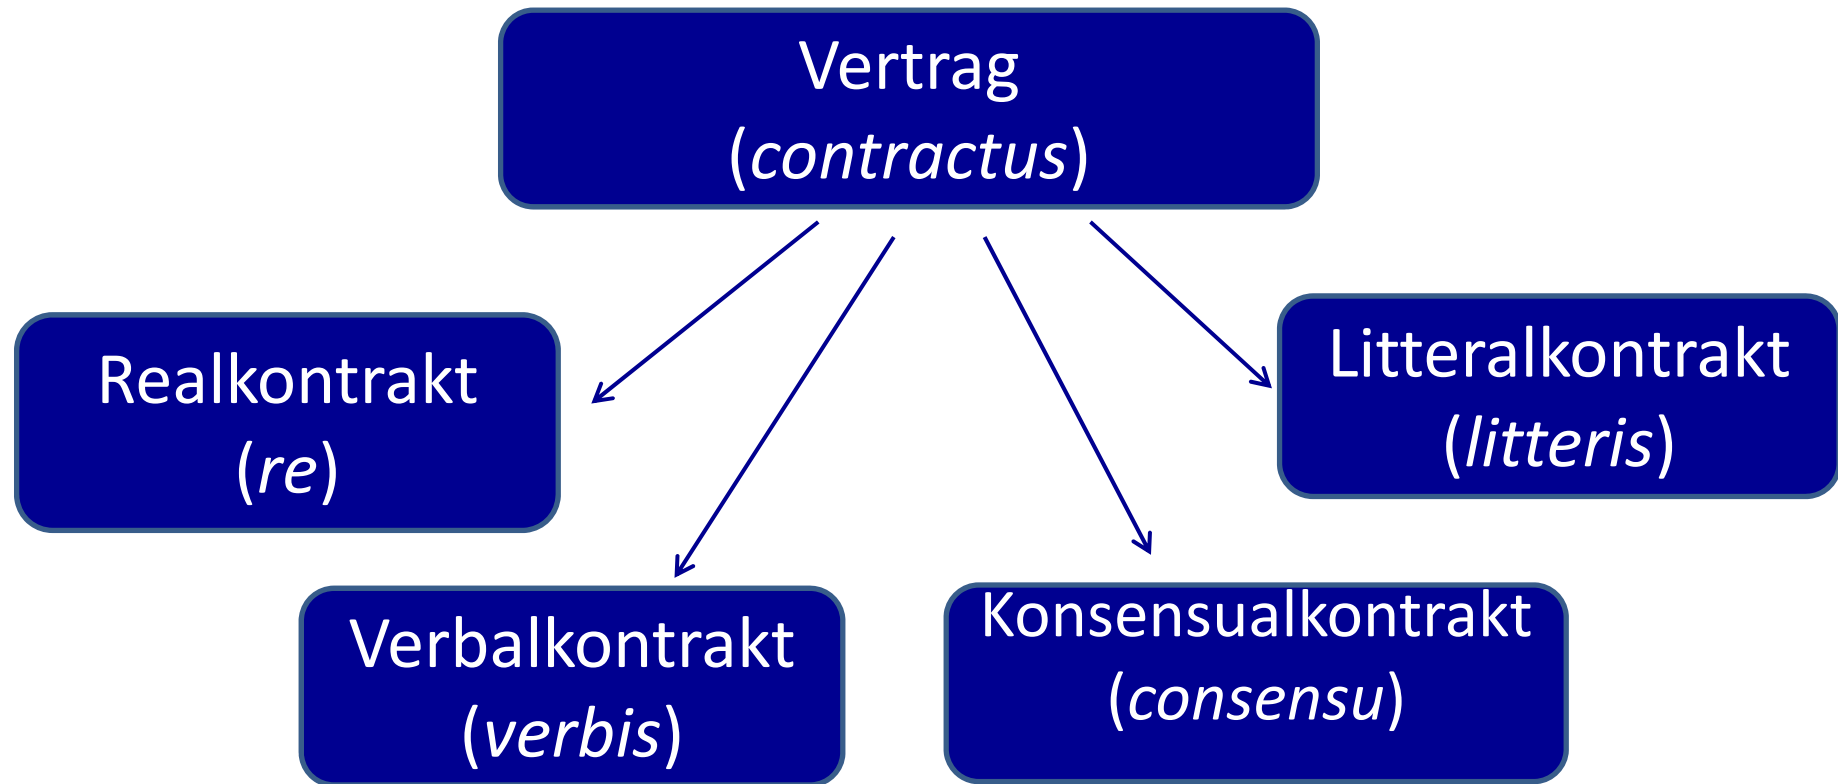 Vertrag
(contractus)
Realkontrakt
(re)
Litteralkontrakt
(litteris)
Verbalkontrakt
(verbis)
Konsensualkontrakt
(consensu)